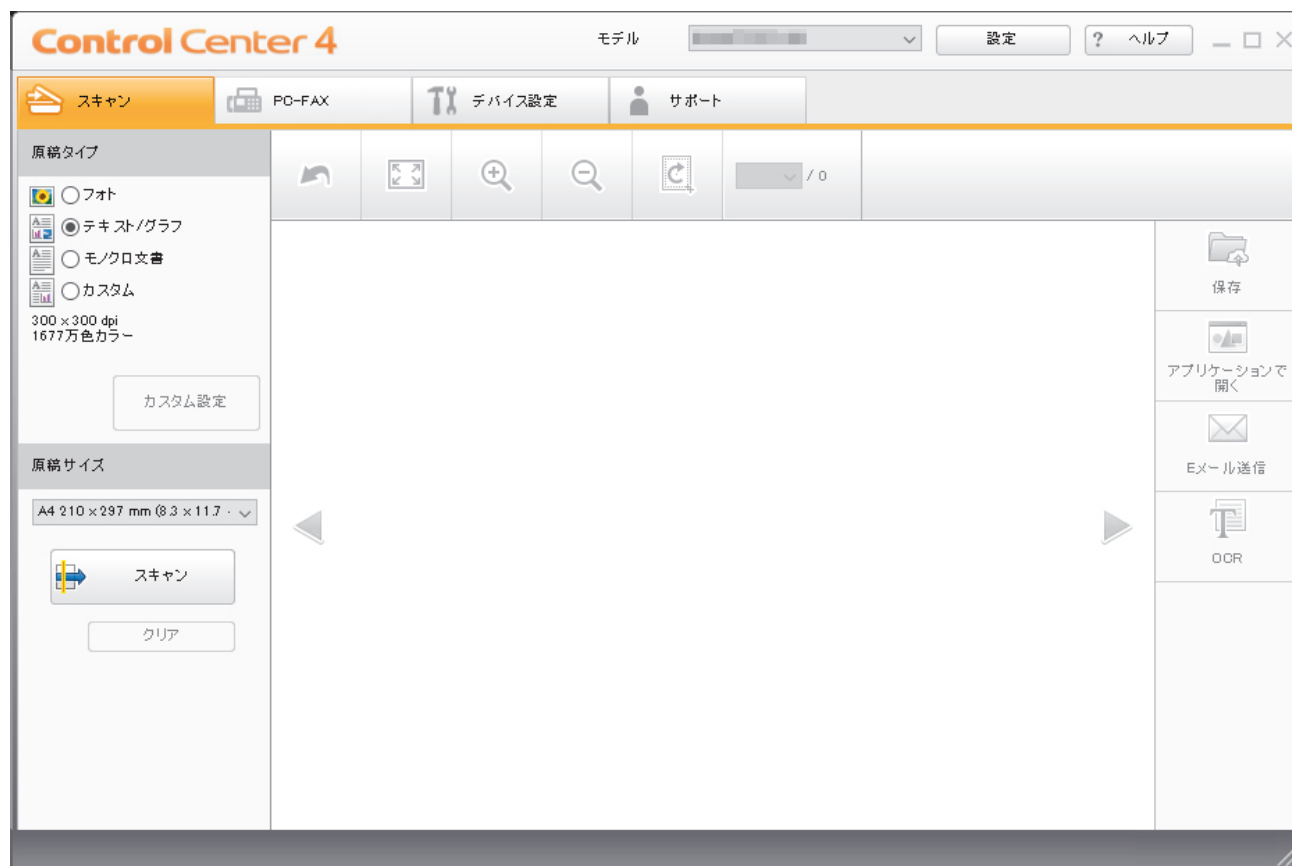 Control Center 4
モデル
設定
? ヘルプ
スキャン
PC-FAX
デバイス設定
サポート
原稿タイプ
フォト
テキスト/グラフ
モノクロ文書
カスタム
300 x 300 dpi
1677万色カラー
カスタム設定
原稿サイズ
A4 210 x 297 mm (8.3 x 11.7
スキャン
クリア
/ 0
保存
アプリケーションで
開く
Eメール送信
OCR